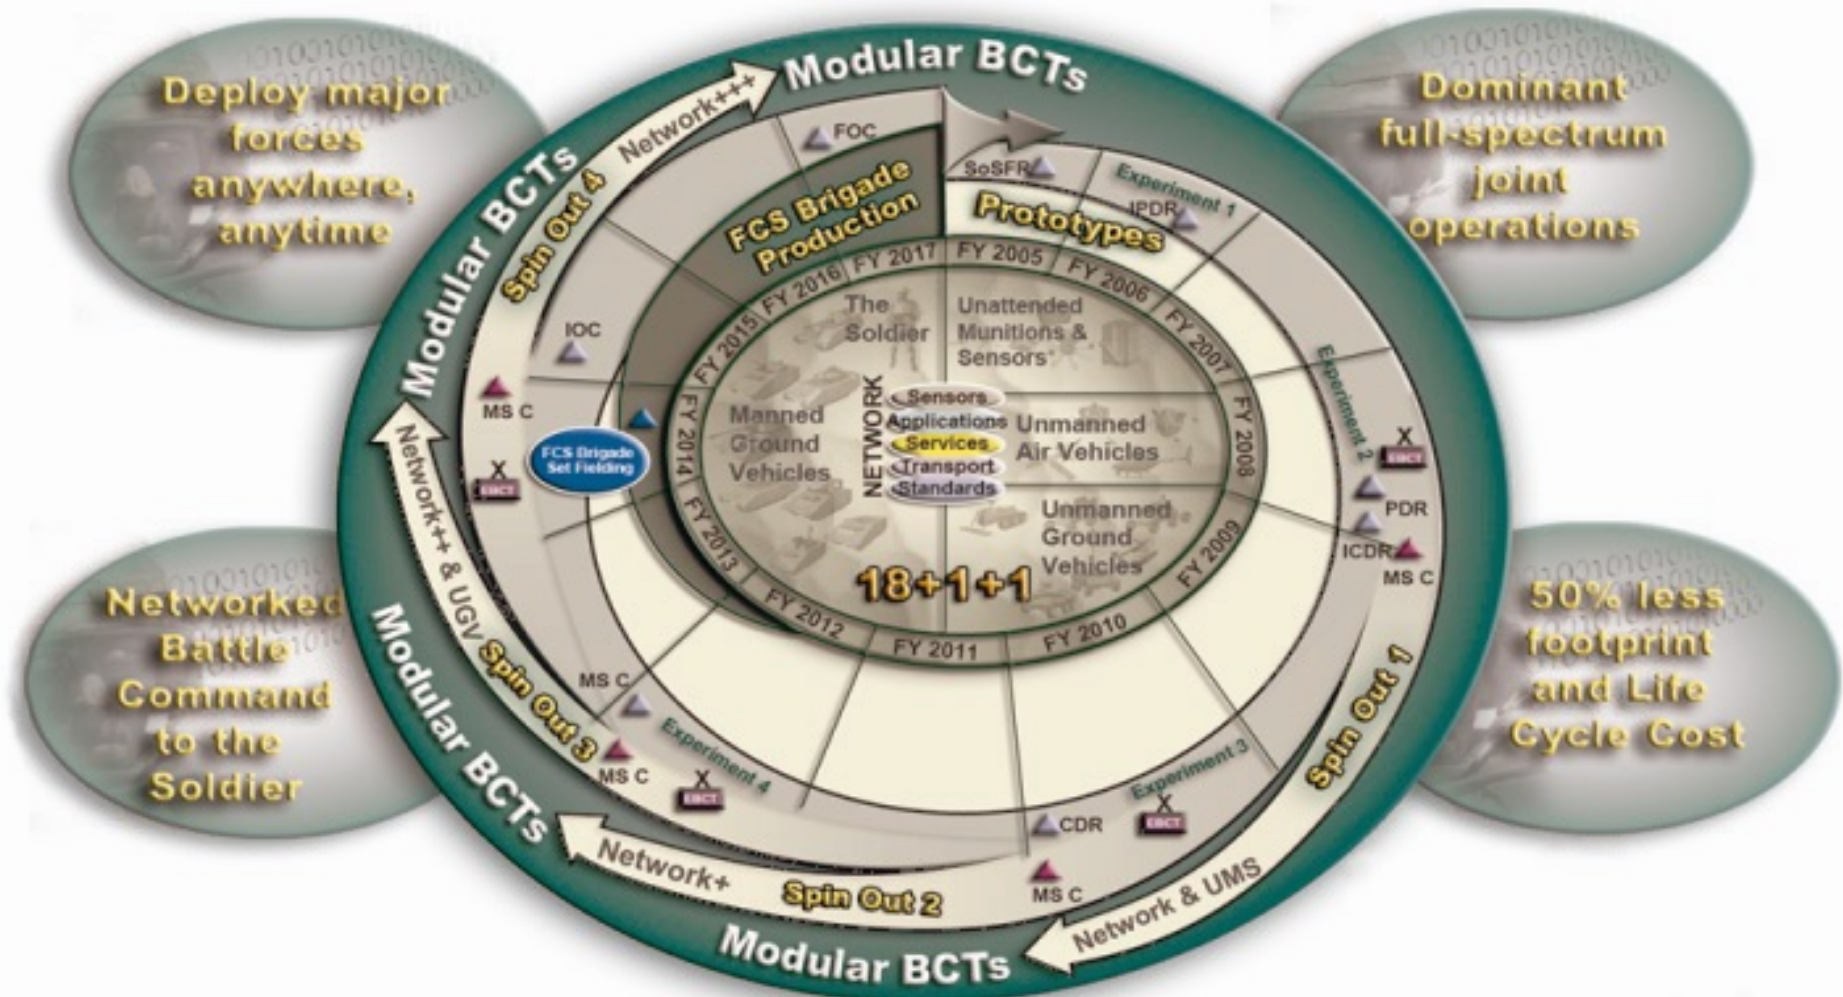 Deploy major
forces
anywhere,
anytime
Dominant
full-spectrum
joint
operations
Networked
Battle
Command
to the
Soldier
50% less
footprint
and Life
Cycle Cost
Modular BCTs
Modular BCTs
Modular BCTs
Modular BCTs
Network+++
Spin Out 4
Network++ & UGV
Spin Out 3
Network+
Spin Out 2
Network & UMS
Spin Out 1
FOC
SoSFR
Experiment 1
IPDR
Prototypes
FCS Brigade
Production
Experiment 2
X
EBCT
PDR
ICDR
MS C
Experiment 3
X
EBCT
CDR
MS C
Experiment 4
X
EBCT
MS C
MS C
X
EBCT
MS C
IOC
FCS Brigade
Set Fielding
FY 2005
FY 2006
FY 2007
FY 2008
FY 2009
FY 2010
FY 2011
FY 2012
FY 2013
FY 2014
FY 2015
FY 2016
FY 2017
The
Soldier
Unattended
Munitions &
Sensors
Manned
Ground
Vehicles
NETWORK
Sensors
Applications
Services
Transport
Standards
Unmanned
Air Vehicles
Unmanned
Ground
Vehicles
18+1+1